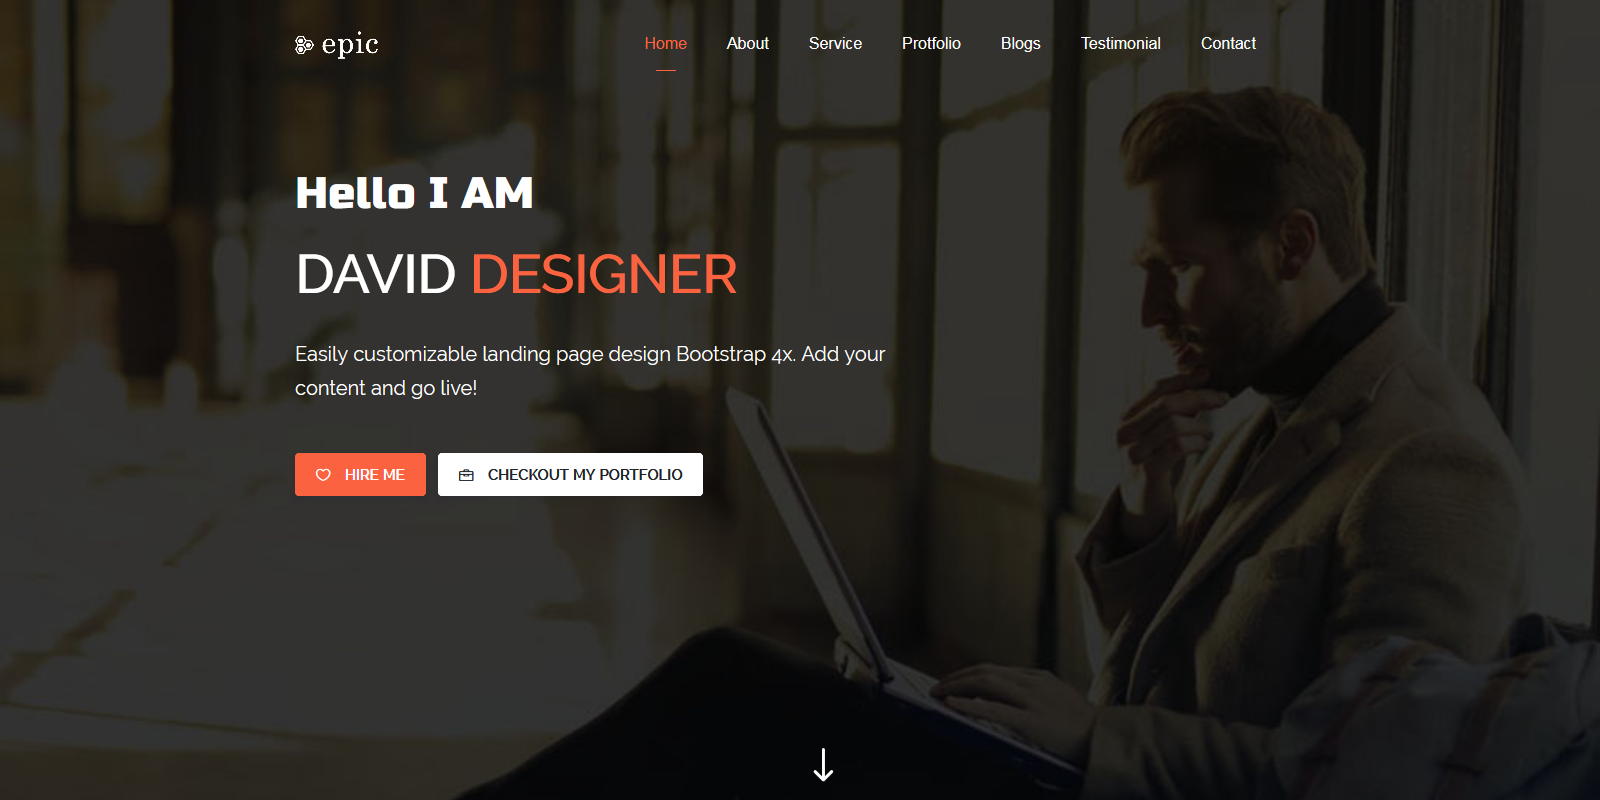 epic
Home About Service Protfolio Blogs Testimonial Contact
Hello I AM
DAVID DESIGNER
Easily customizable landing page design Bootstrap 4x. Add your
content and go live!
HIRE ME CHECKOUT MY PORTFOLIO